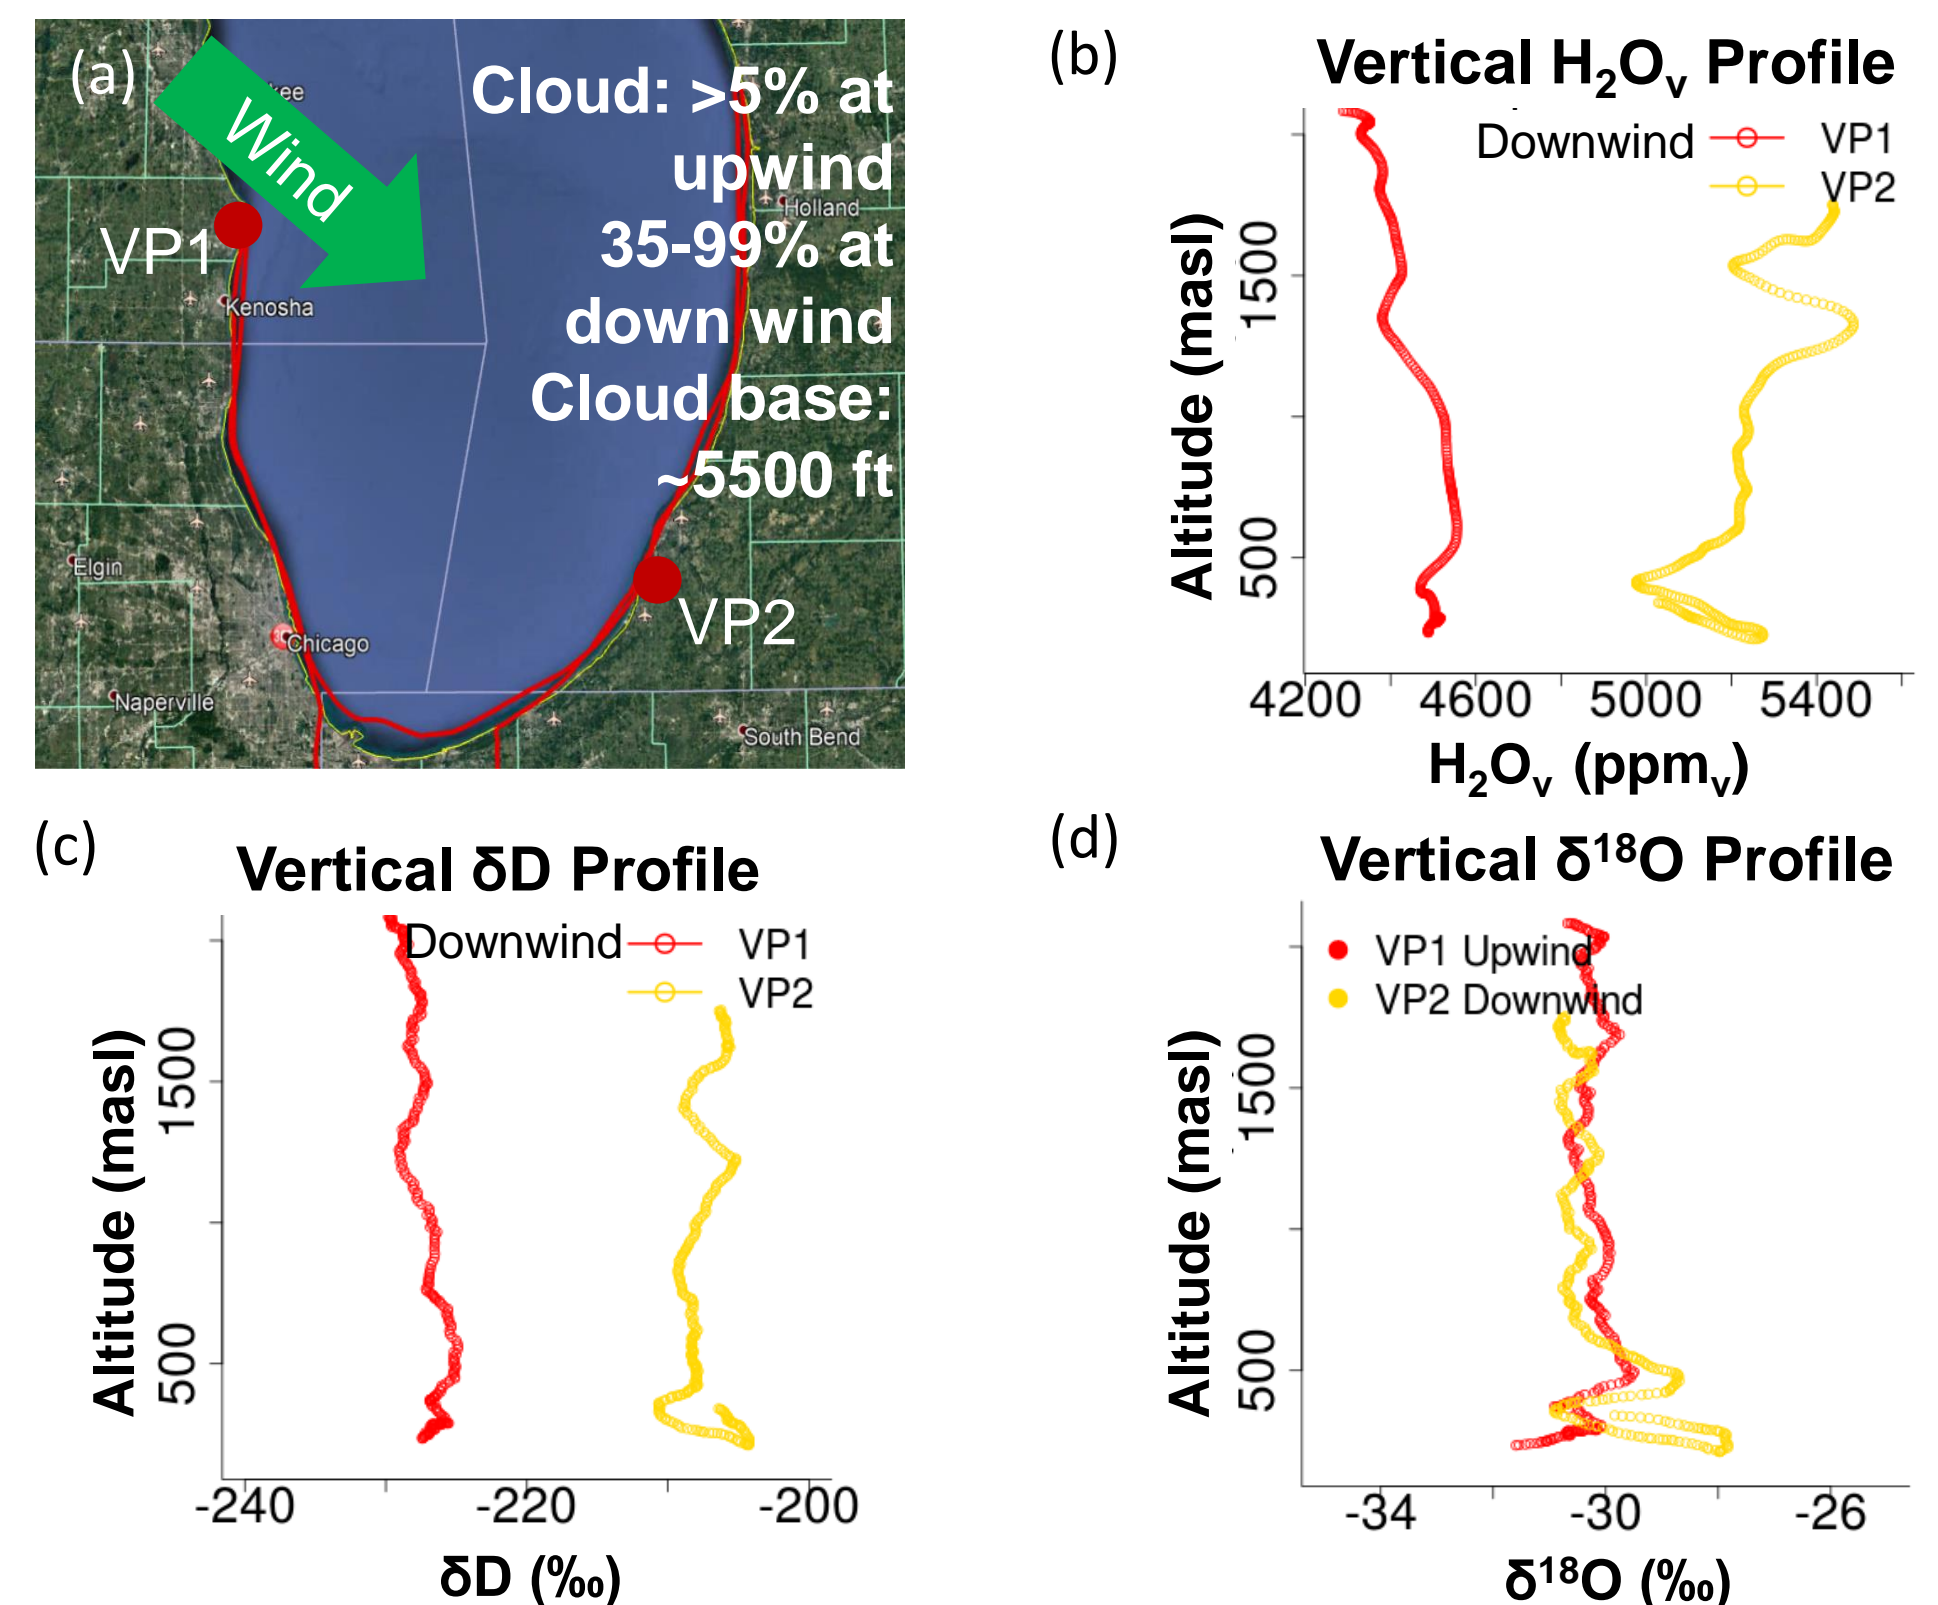 (a)
kee
Wind
Cloud: >5% at
upwind
35-99% at
down wind
Cloud base:
~5500 ft
VP1
Holland
Kenosha
Elgin
VP2
Chicago
Naperville
South Bend
(b)
Vertical H₂Oᵥ Profile
Downwind
VP1
VP2
Altitude (masl)
1500
500
4200 4600 5000 5400
H₂Oᵥ (ppmᵥ)
(c)
Vertical δD Profile
Downwind
VP1
VP2
Altitude (masl)
1500
500
-240 -220 -200
δD (‰)
(d)
Vertical δ¹⁸O Profile
VP1 Upwind
VP2 Downwind
Altitude (masl)
1500
500
-34 -30 -26
δ¹⁸O (‰)